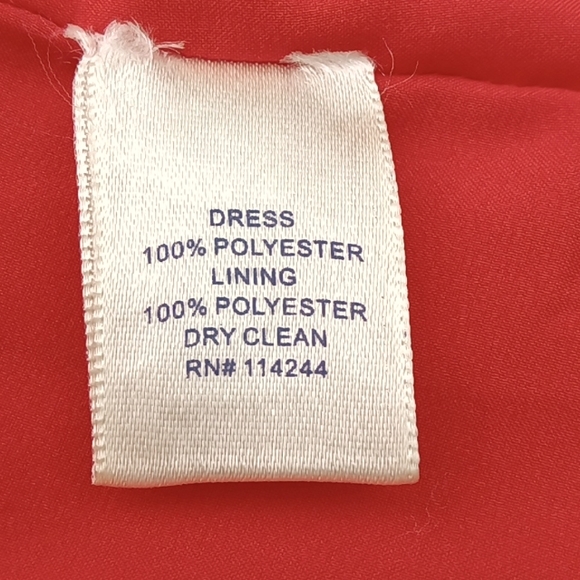 DRESS
100% POLYESTER
LINING
100% POLYESTER
DRY CLEAN
RN# 114244